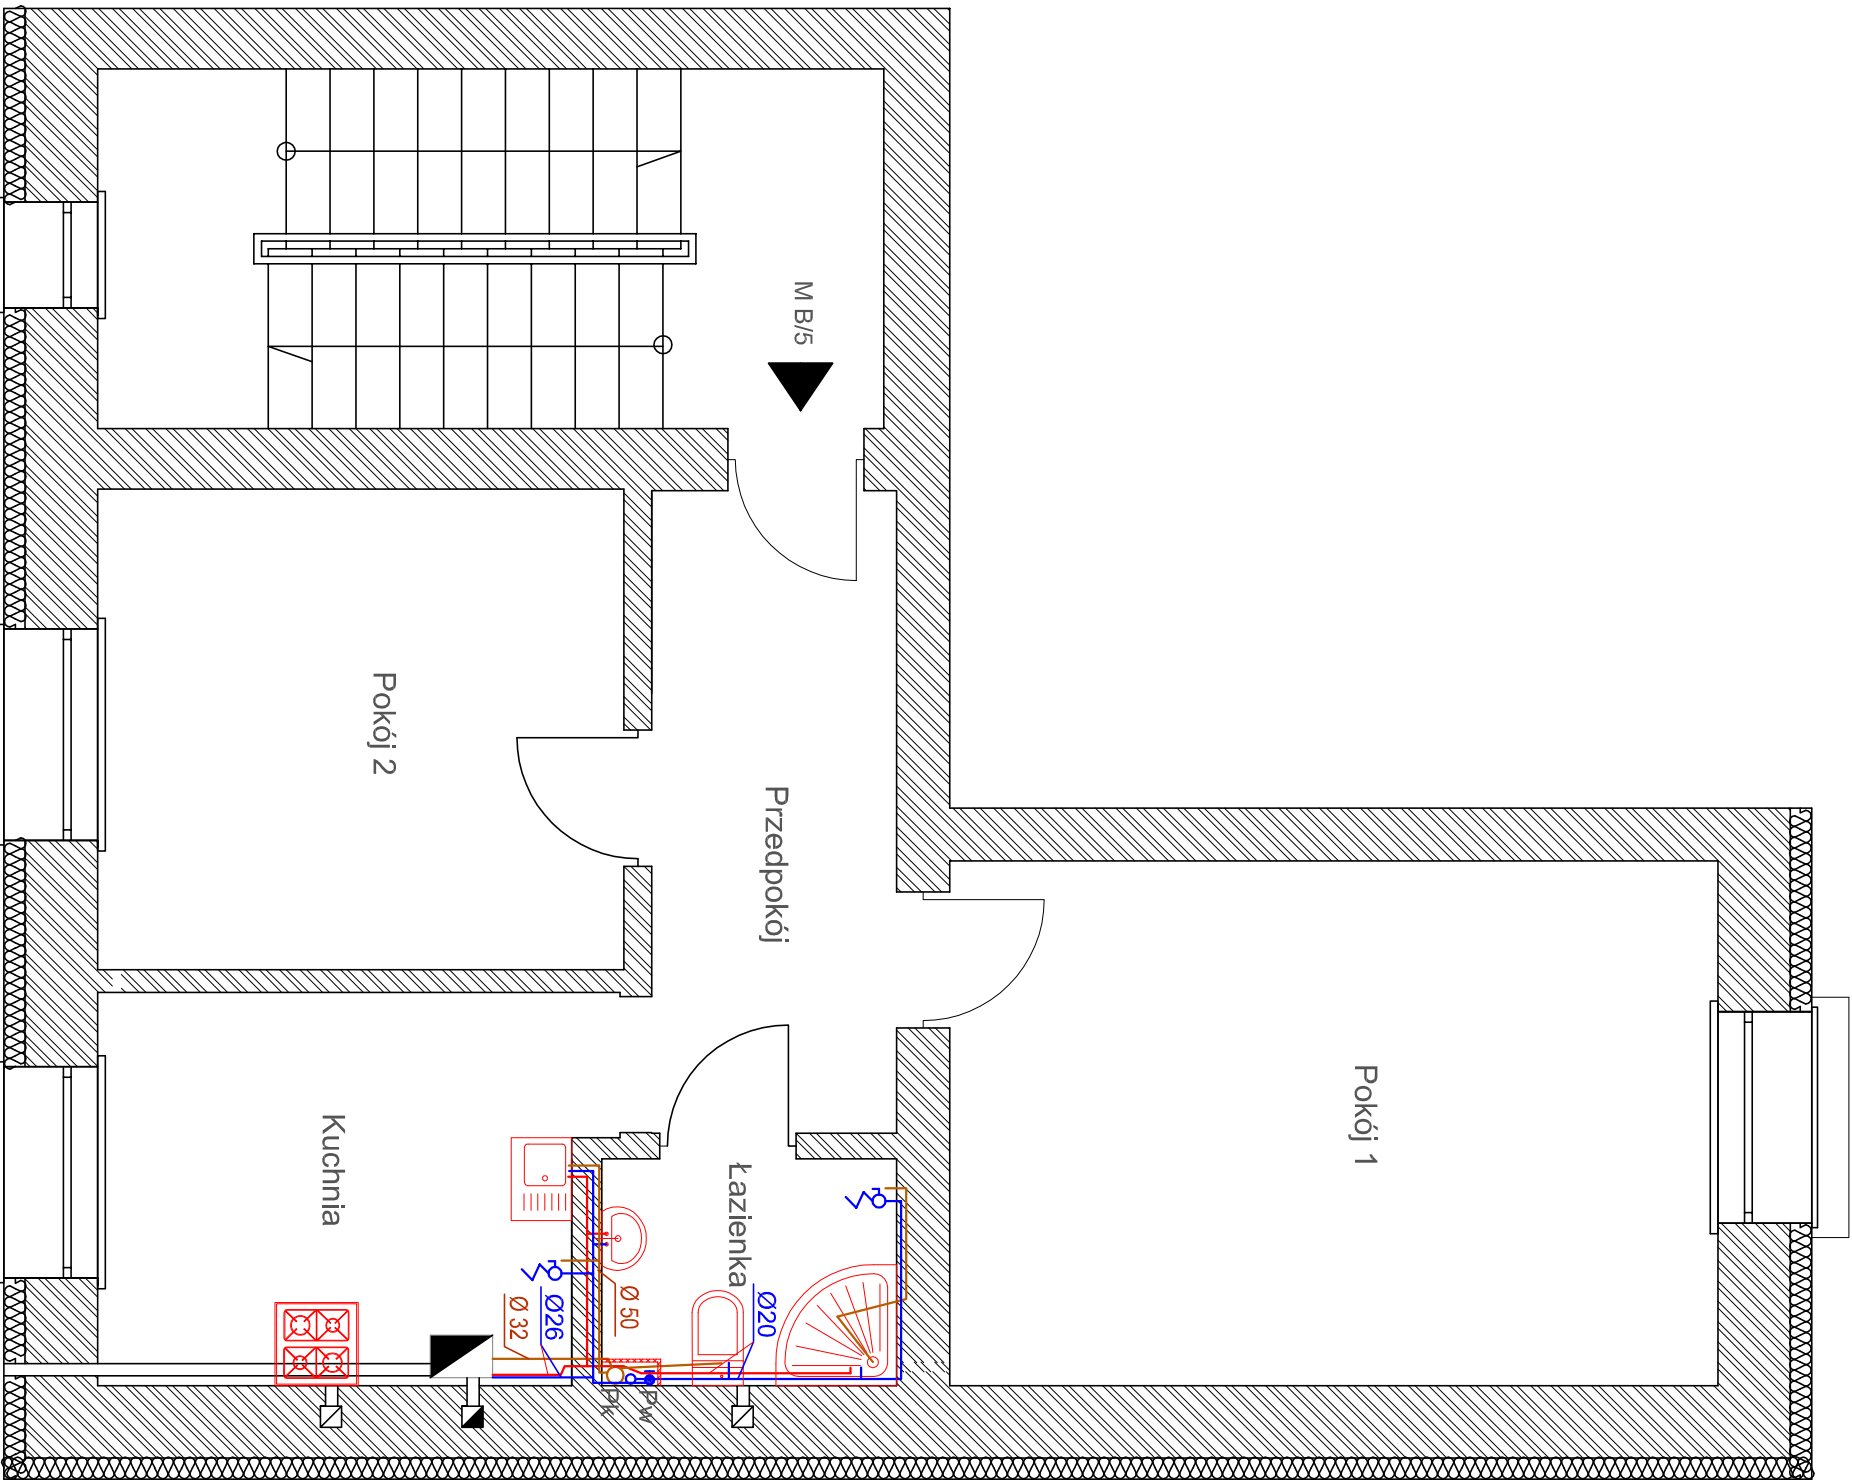 M B/5
Pokój 2
Przedpokój
Pokój 1
Kuchnia
Łazienka
Ø 50
Ø20
Ø26
Ø 32
Pk
Pw